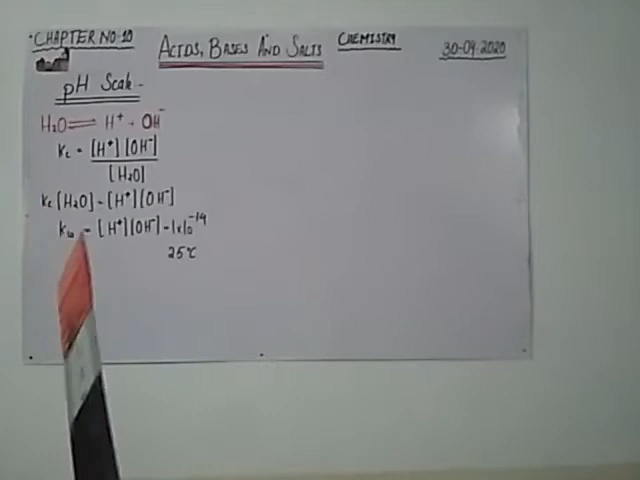 CHAPTER NO:10
ACIDS, BASES AND SALTS
CHEMISTRY
30-04-2020
pH Scale -
H₂O ⇌ H⁺ + OH⁻
Kc = [H⁺][OH⁻]
[H₂O]
Kc [H₂O] = [H⁺][OH⁻]
Kw = [H⁺][OH⁻] = 1x10⁻¹⁴
25℃